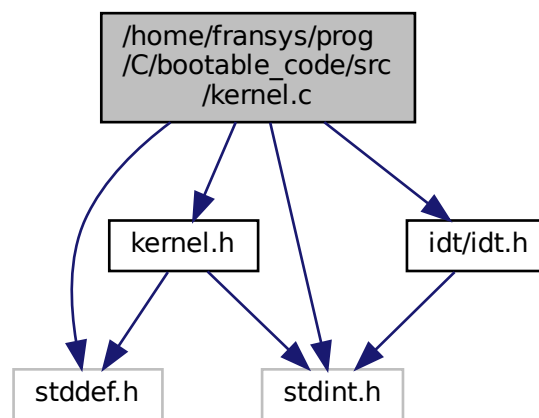 /home/fransys/prog
/C/bootable_code/src
/kernel.c
kernel.h
idt/idt.h
stddef.h
stdint.h